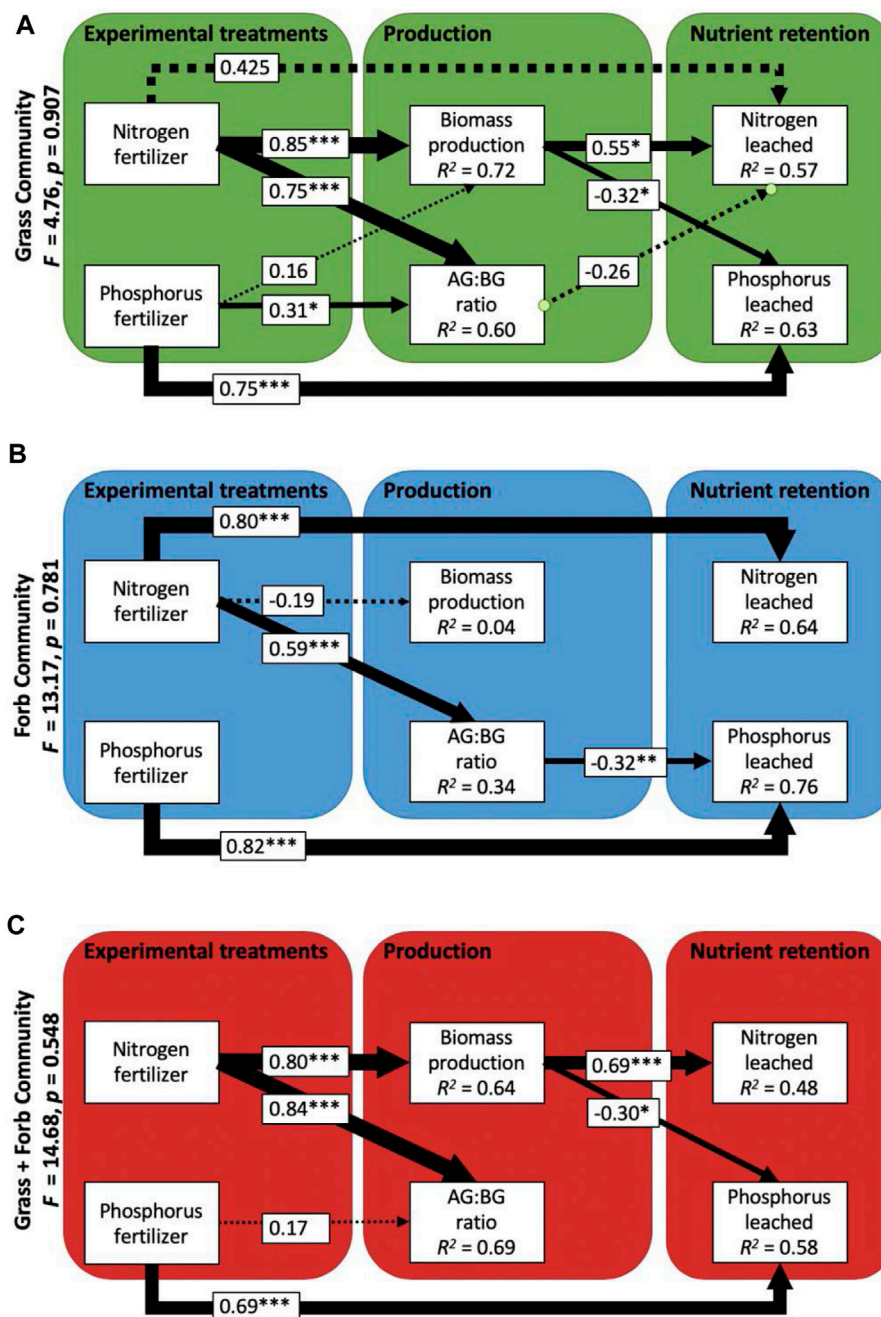 A
Grass Community
F = 4.76, p = 0.907
Experimental treatments
Production
Nutrient retention
0.425
Nitrogen
fertilizer
0.85***
Biomass
production
R² = 0.72
0.55*
Nitrogen
leached
R² = 0.57
0.75***
-0.32*
0.16
-0.26
Phosphorus
fertilizer
0.31*
AG:BG
ratio
R² = 0.60
Phosphorus
leached
R² = 0.63
0.75***
B
Forb Community
F = 13.17, p = 0.781
Experimental treatments
Production
Nutrient retention
0.80***
Nitrogen
fertilizer
-0.19
Biomass
production
R² = 0.04
Nitrogen
leached
R² = 0.64
0.59***
Phosphorus
fertilizer
AG:BG
ratio
R² = 0.34
-0.32**
Phosphorus
leached
R² = 0.76
0.82***
C
Grass + Forb Community
F = 14.68, p = 0.548
Experimental treatments
Production
Nutrient retention
Nitrogen
fertilizer
0.80***
Biomass
production
R² = 0.64
0.69***
Nitrogen
leached
R² = 0.48
0.84***
-0.30*
Phosphorus
fertilizer
0.17
AG:BG
ratio
R² = 0.69
Phosphorus
leached
R² = 0.58
0.69***